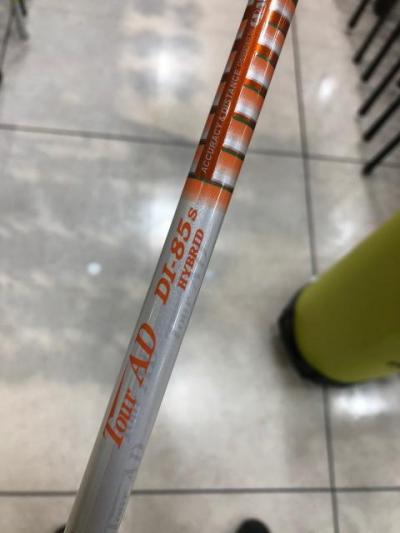 ACCURACY & DISTANCE
Tour AD DI-85 S
HYBRID